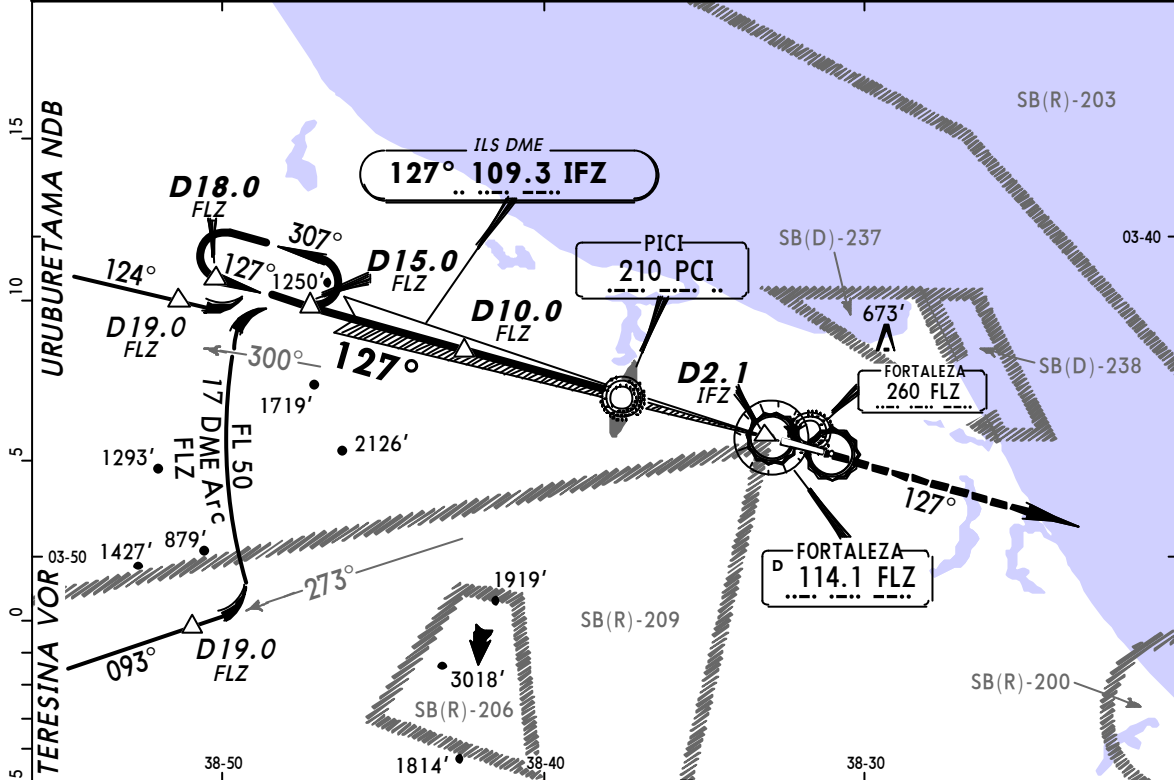 SB(R)-203
15
URUBURETAMA NDB
ILS DME
127° 109.3 IFZ
D18.0
FLZ
307°
PICI
210 PCI
SB(D)-237
03-40
124°
127°
1250'
D15.0
FLZ
10
D19.0
FLZ
D10.0
FLZ
673'
300°
127°
D2.1
IFZ
FORTALEZA
260 FLZ
SB(D)-238
1719'
17 DME Arc
FLZ
FL 50
2126'
5
1293'
127°
03-50
1427'
879'
FORTALEZA
D 114.1 FLZ
273°
1919'
0
TERESINA VOR
SB(R)-209
093°
D19.0
FLZ
3018'
SB(R)-206
SB(R)-200
1814'
5
38-50
38-40
38-30